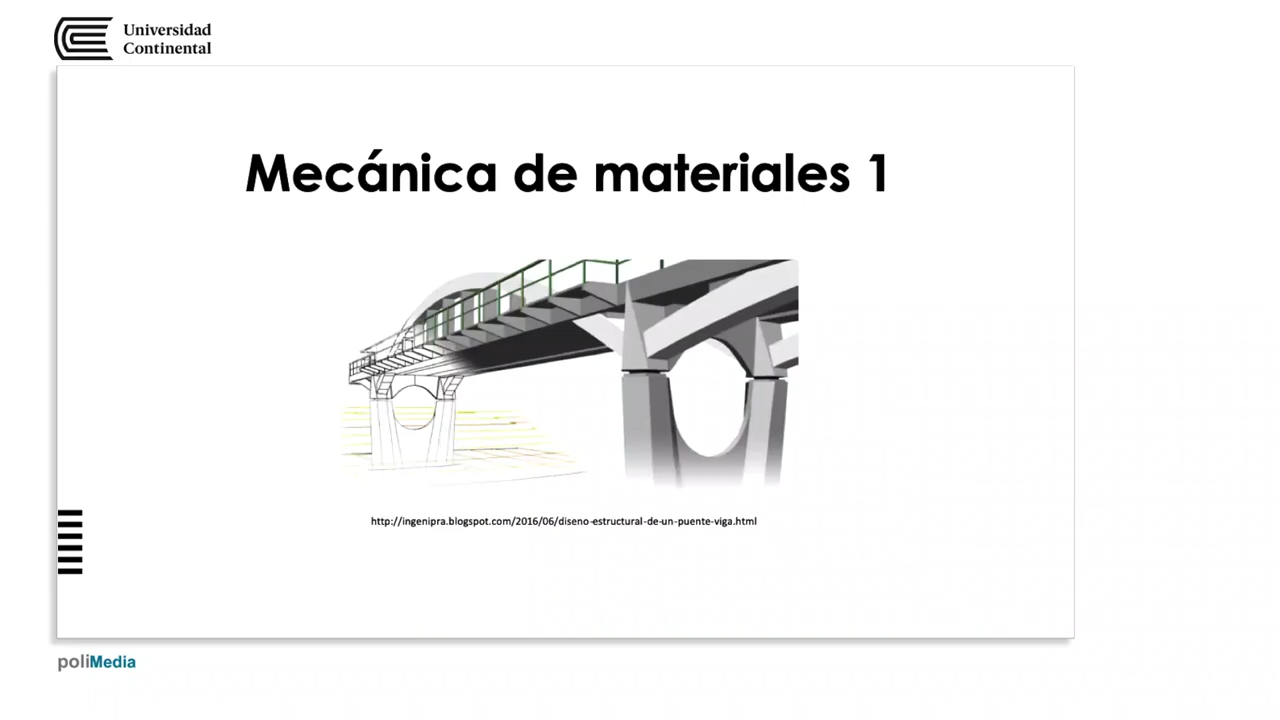 Universidad
Continental
Mecánica de materiales 1
http://ingenipra.blogspot.com/2016/06/diseno-estructural-de-un-puente-viga.html
poliMedia